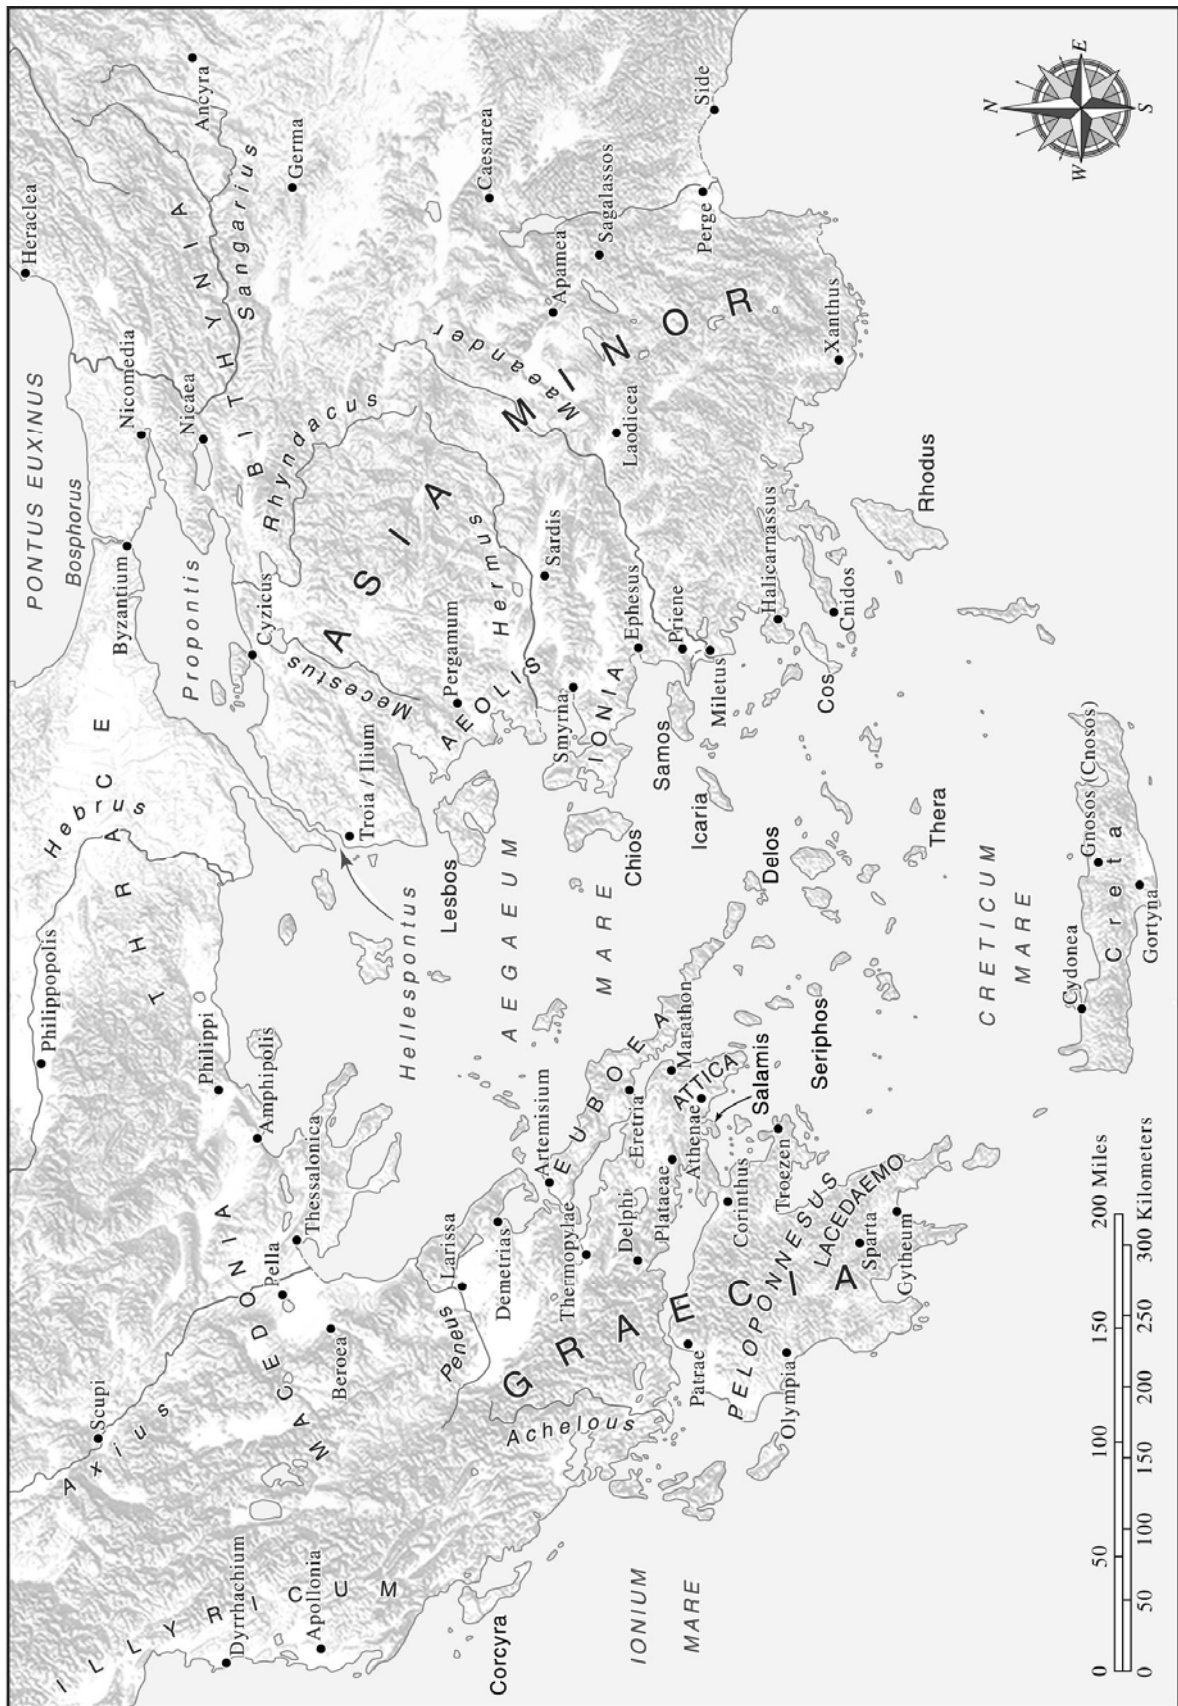 PONTUS EUXINUS
Bosphorus
Heraclea
ILLYRICUM
Scupi
Axius
Philippopolis
Hebrus
THRACE
Byzantium
Nicomedia
Ancyra
Dyrrhachium
MACEDONIA
Philippi
Amphipolis
Propontis
Nicaea
BITHYNIA
Sangarius
Apollonia
Pella
Thessalonica
Beroea
Cyzicus
Rhyndacus
Germa
Mecestus
Hellespontus
Troia / Ilium
ASIA
MINOR
Corcyra
Peneus
Larissa
Demetrias
Lesbos
Pergamum
AEOLIS
Hermus
Caesarea
AEGAEUM
MARE
GRAECIA
Achelous
Artemisium
Thermopylae
EUBOEA
Sardis
Maeander
Apamea
Smyrna
IONIA
Sagalassos
IONIUM
MARE
Delphi
Eretria
Chios
Ephesus
Laodicea
Plataeae
Marathon
ATTICA
Athenae
Samos
Priene
Miletus
Icaria
Perge
Side
Patrae
Corinthus
Salamis
Delos
PELOPONNESUS
Olympia
Troezen
Seriphos
Halicarnassus
Cos
Cnidos
Xanthus
LACEDAEMO
Sparta
Gytheum
Thera
Rhodus
CRETICUM
MARE
Cydonea
Creta
Gnosos (Cnosos)
Gortyna
N
E
S
W
0 50 100 150 200 Miles
0 50 100 150 200 250 300 Kilometers